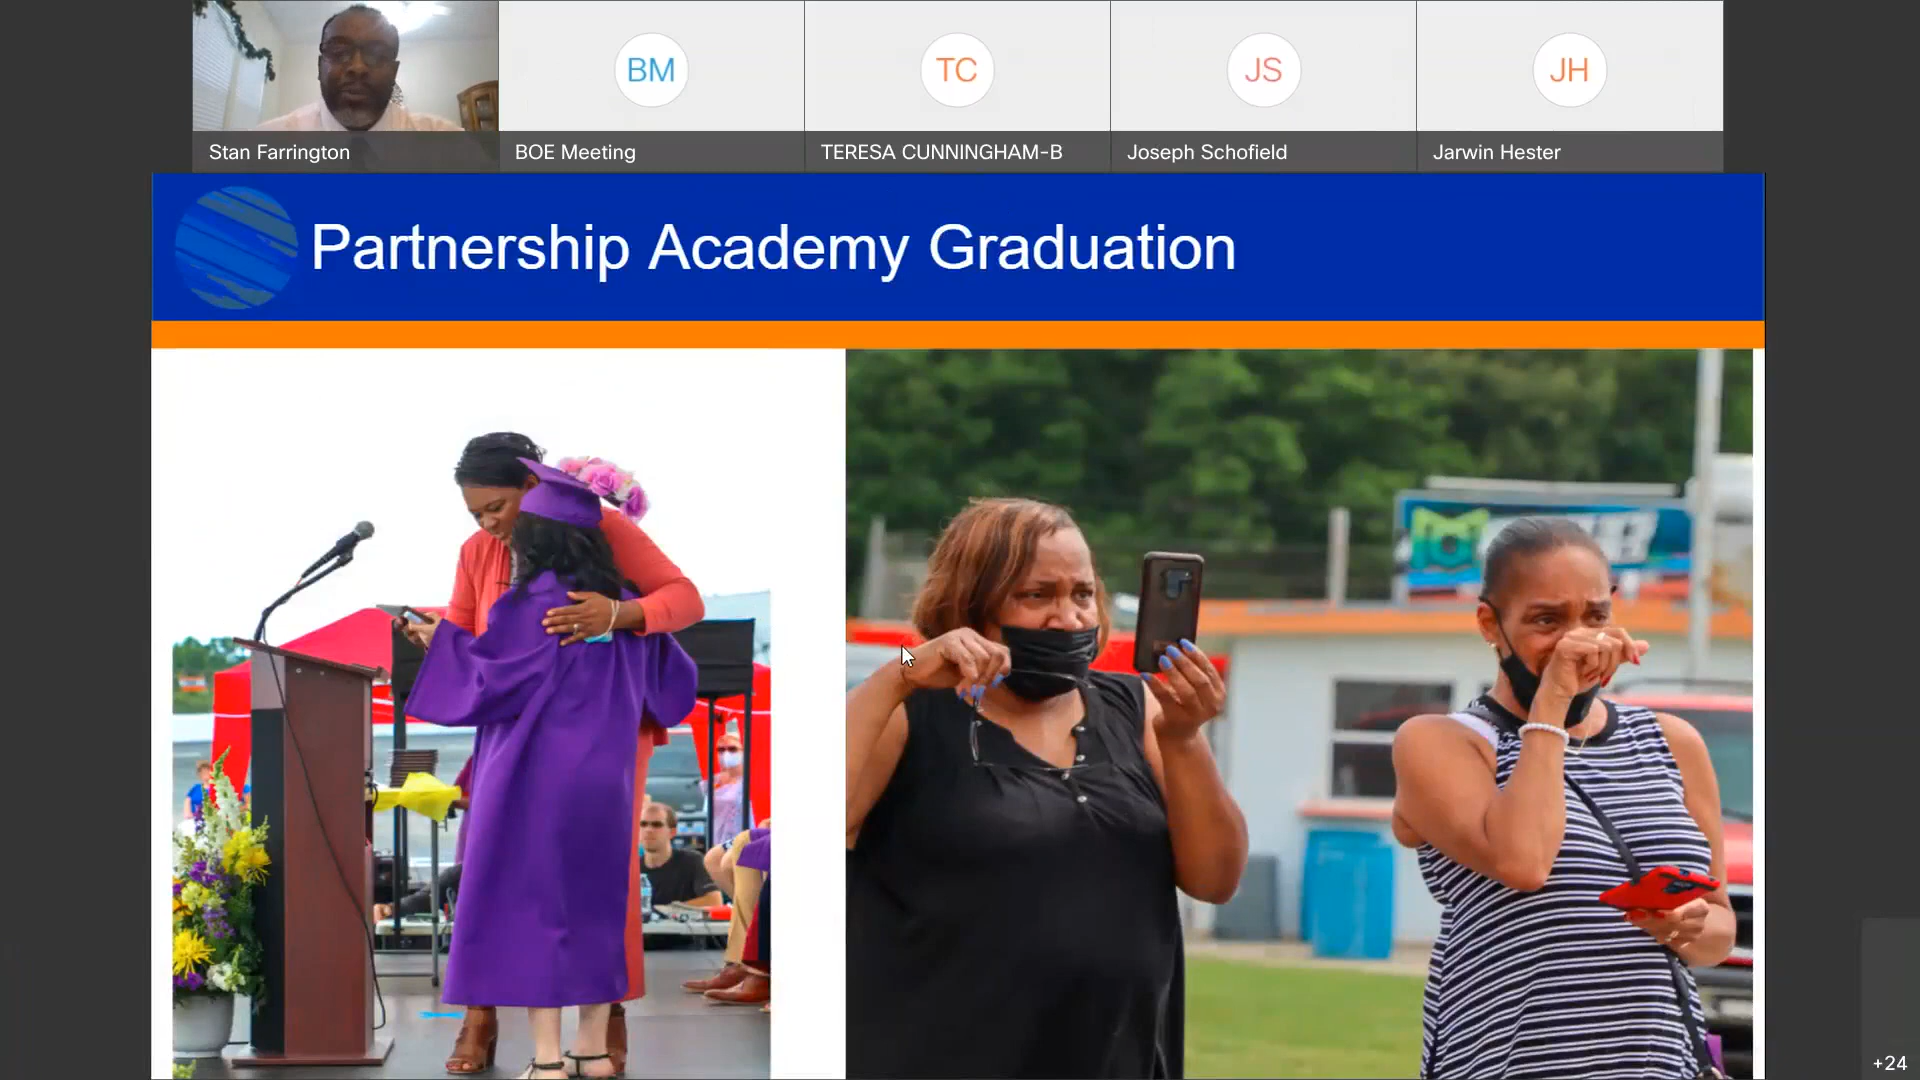 BM
TC
JS
JH
Stan Farrington
BOE Meeting
TERESA CUNNINGHAM-B
Joseph Schofield
Jarwin Hester
Partnership Academy Graduation
+24